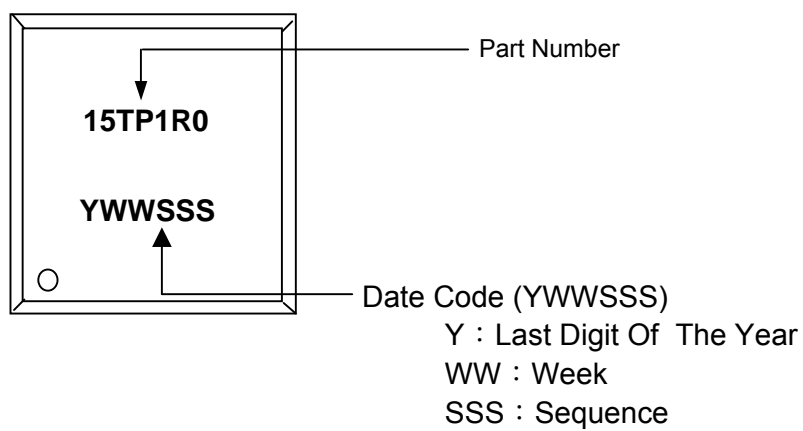 Part Number
15TP1R0
YWWSSS
Date Code (YWWSSS)
Y：Last Digit Of The Year
WW：Week
SSS：Sequence